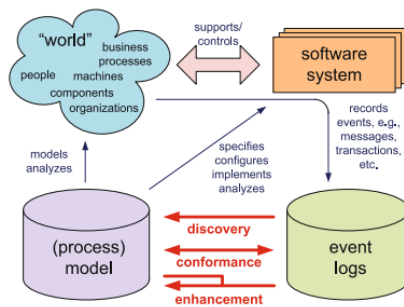 supports/
controls
"world"
business
processes
people
machines
components
organizations
software
system
models
analyzes
specifies
configures
implements
analyzes
records
events, e.g.,
messages,
transactions,
etc.
(process)
model
discovery
conformance
enhancement
event
logs